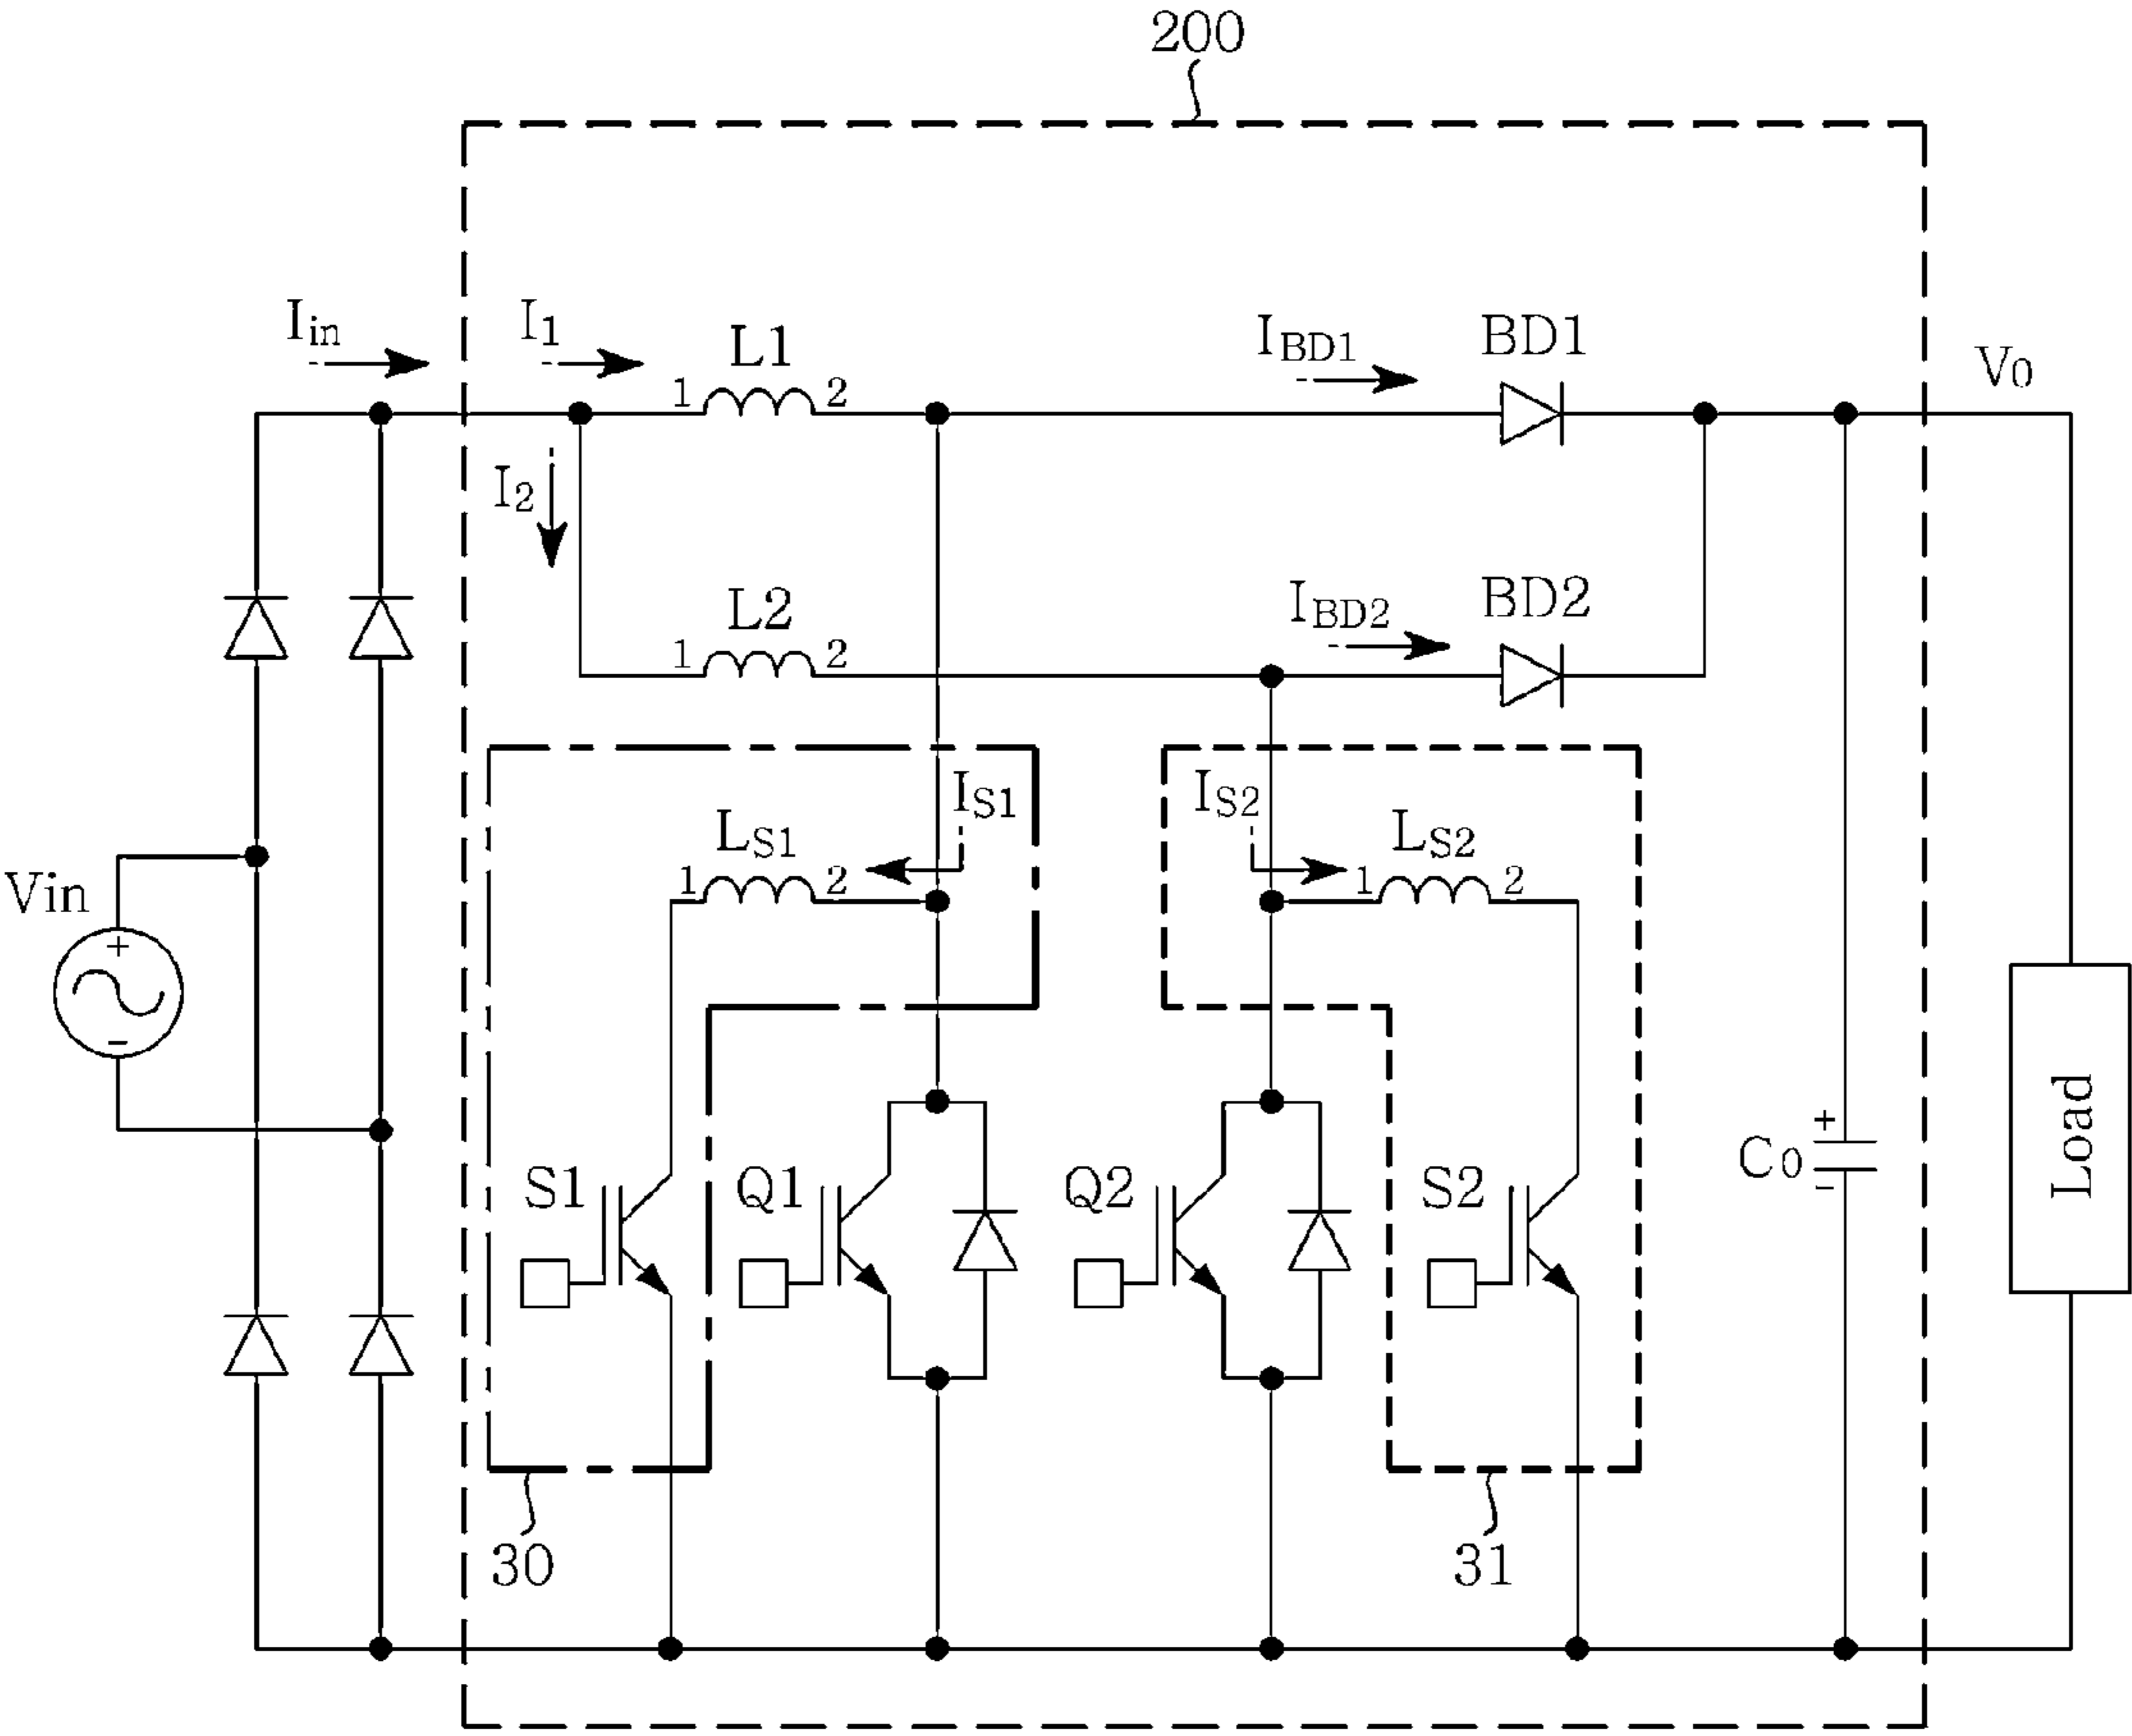 200
Iin
I1
L1
1
2
IBD1
BD1
V0
I2
L2
1
2
IBD2
BD2
IS1
IS2
LS1
1
2
LS2
1
2
Vin
+
-
S1
Q1
Q2
S2
C0
+
-
Load
30
31